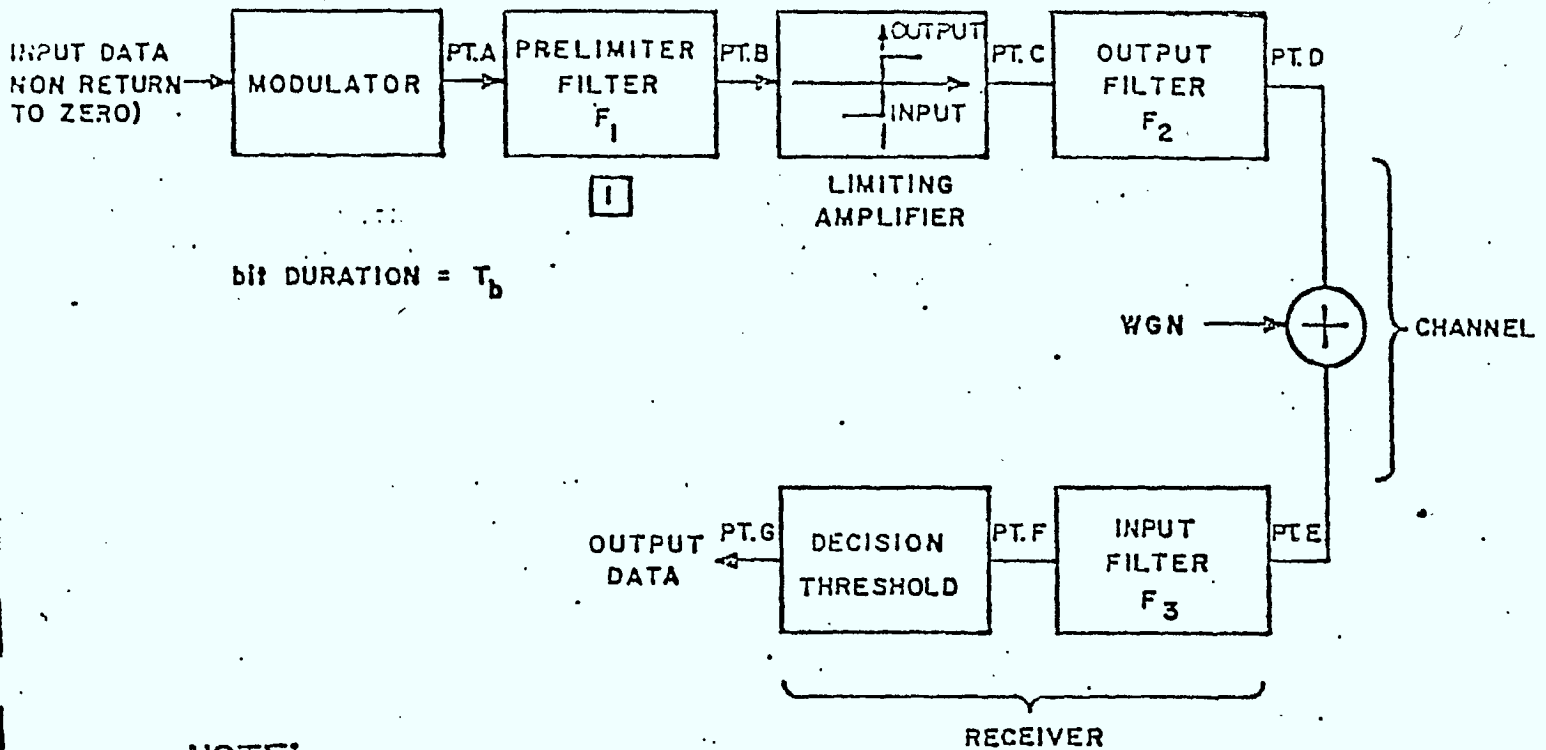 INPUT DATA
NON RETURN
TO ZERO)
MODULATOR
PT.A
PRELIMITER
FILTER
F1
1
PT.B
OUTPUT
INPUT
LIMITING
AMPLIFIER
PT.C
OUTPUT
FILTER
F2
PT.D
bit DURATION = Tb
WGN
CHANNEL
OUTPUT
DATA
PT.G
DECISION
THRESHOLD
PT.F
INPUT
FILTER
F3
PT.E
RECEIVER
NOTE: